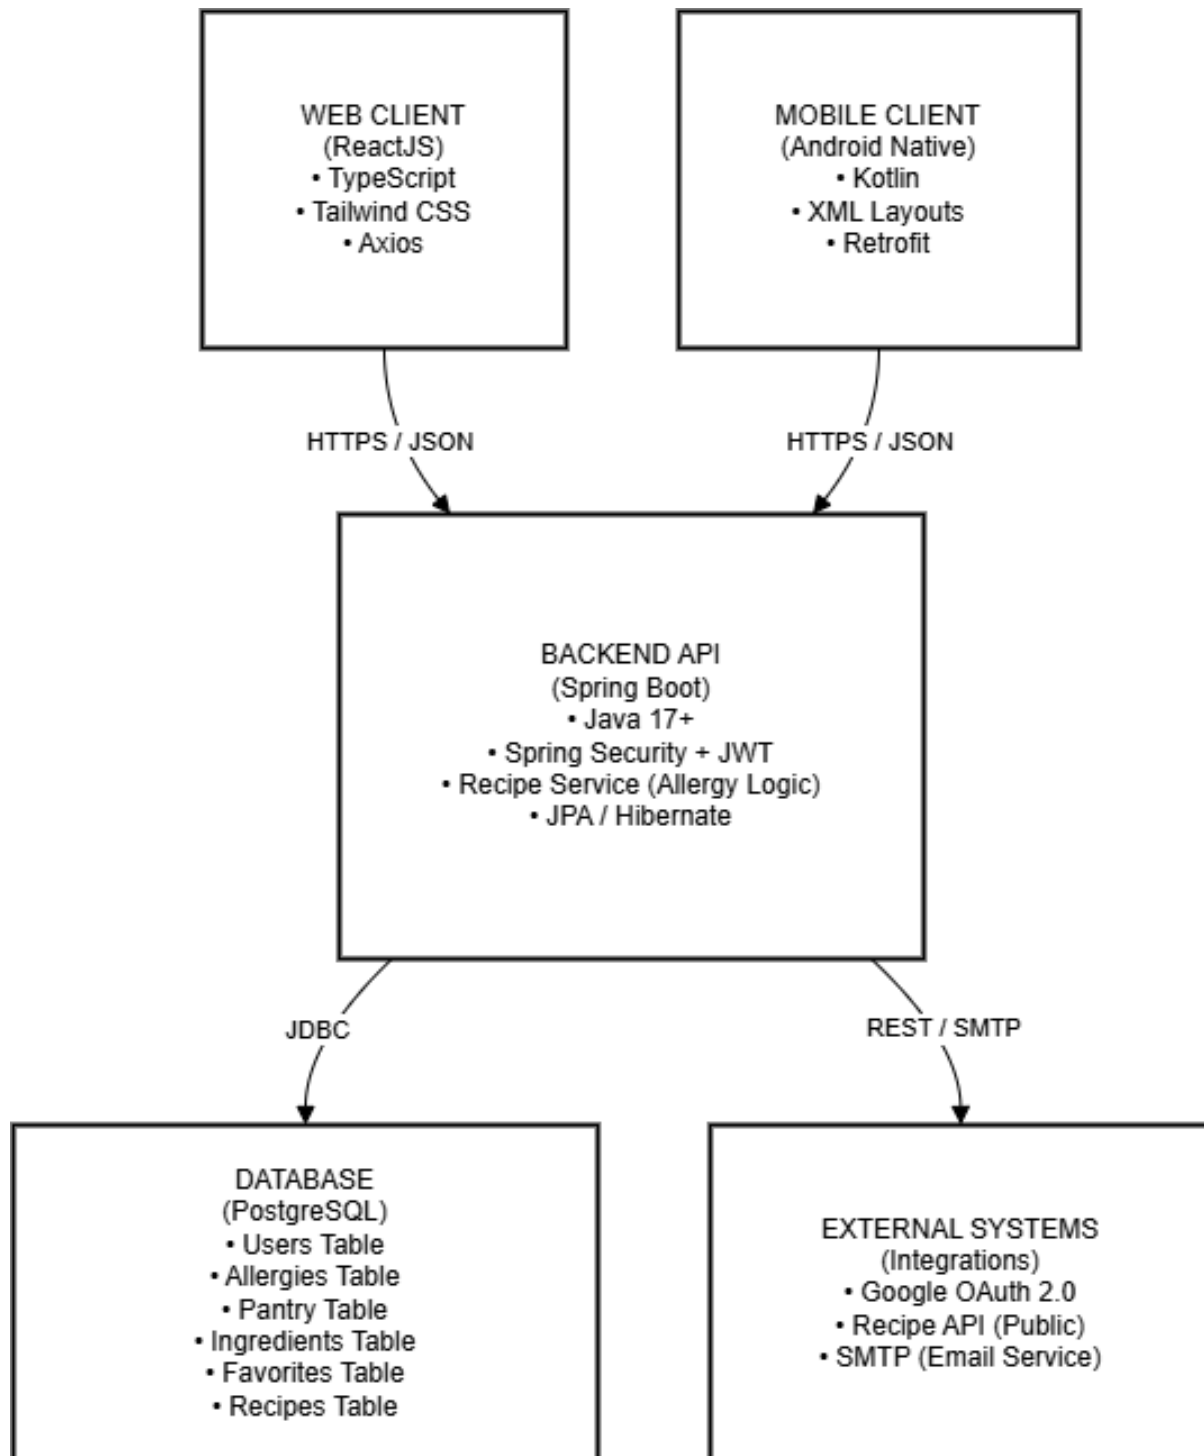 WEB CLIENT
(ReactJS)
• TypeScript
• Tailwind CSS
• Axios
MOBILE CLIENT
(Android Native)
• Kotlin
• XML Layouts
• Retrofit
HTTPS / JSON
HTTPS / JSON
BACKEND API
(Spring Boot)
• Java 17+
• Spring Security + JWT
• Recipe Service (Allergy Logic)
• JPA / Hibernate
JDBC
REST / SMTP
DATABASE
(PostgreSQL)
• Users Table
• Allergies Table
• Pantry Table
• Ingredients Table
• Favorites Table
• Recipes Table
EXTERNAL SYSTEMS
(Integrations)
• Google OAuth 2.0
• Recipe API (Public)
• SMTP (Email Service)